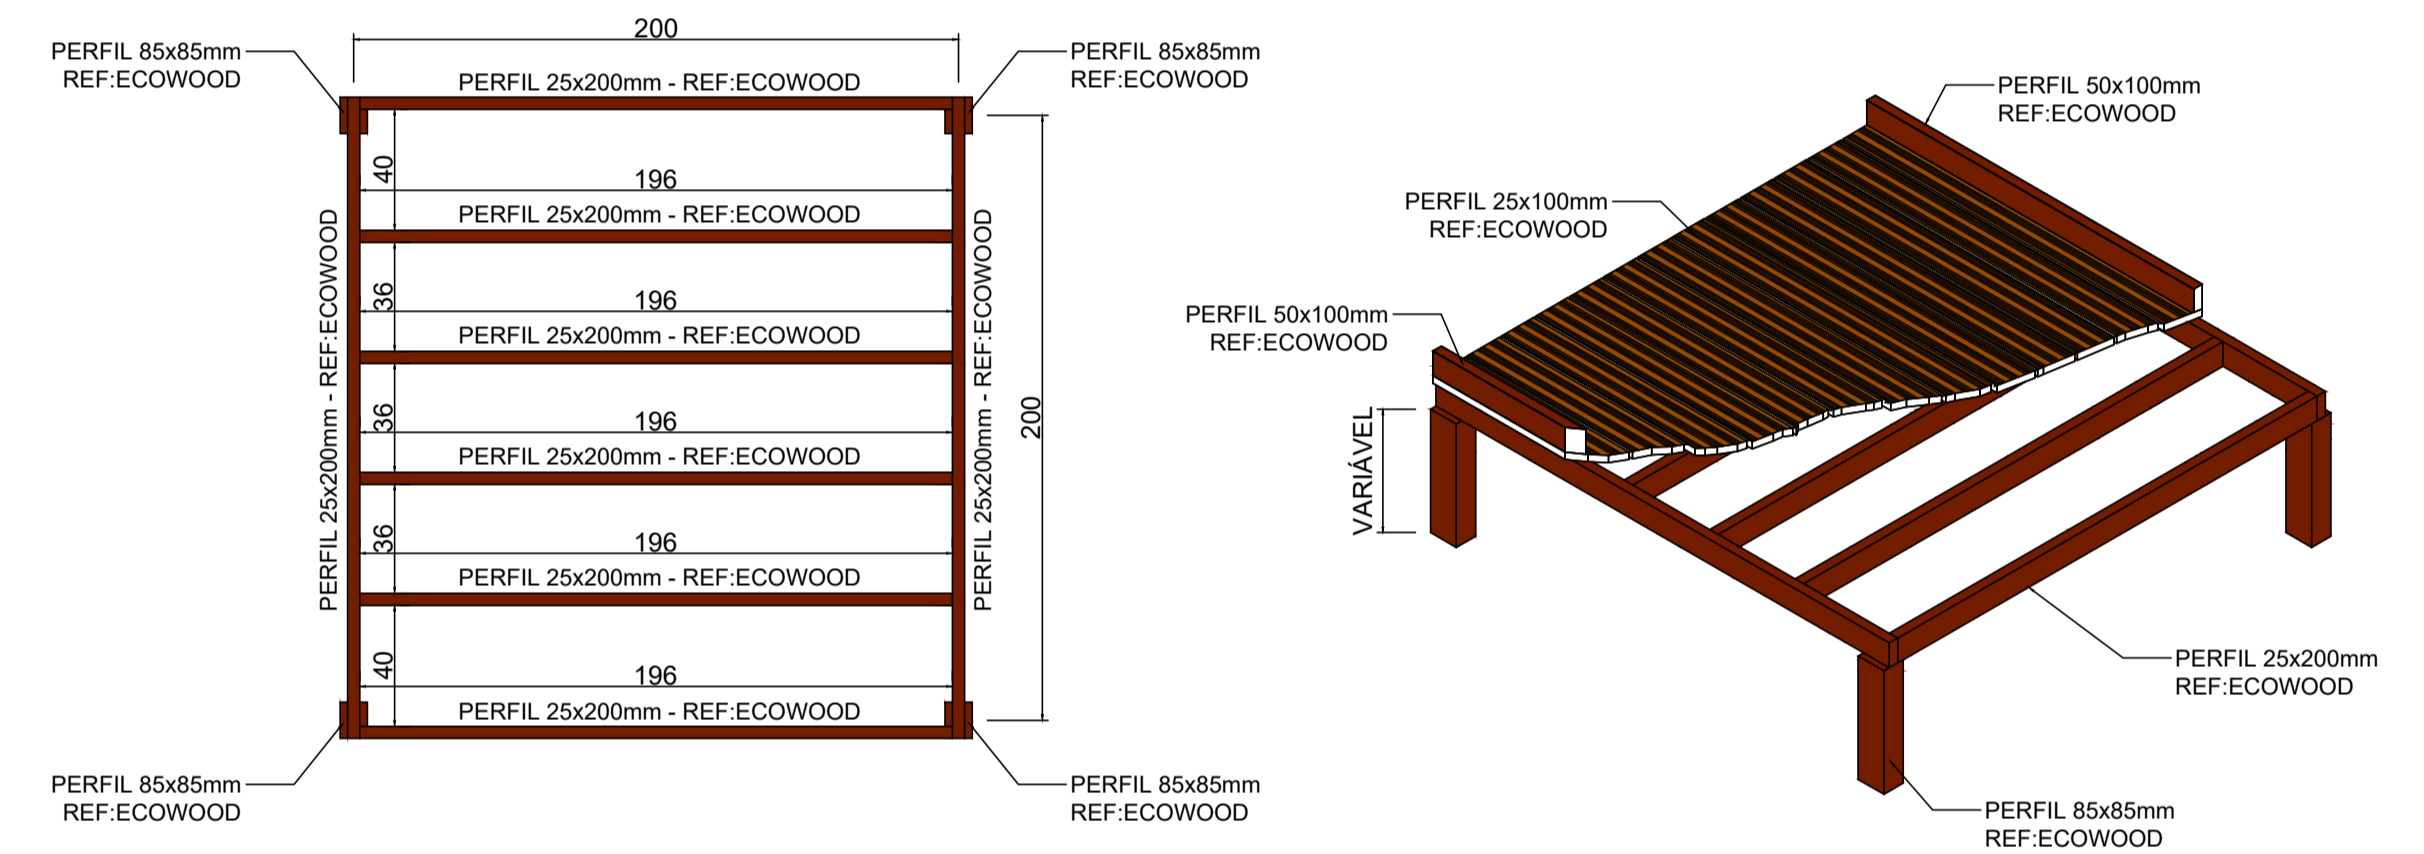 200
PERFIL 85x85mm
REF:ECOWOOD
PERFIL 85x85mm
REF:ECOWOOD
PERFIL 25x200mm - REF:ECOWOOD
40
196
PERFIL 25x200mm - REF:ECOWOOD
36
196
PERFIL 25x200mm - REF:ECOWOOD
PERFIL 25x200mm - REF:ECOWOOD
PERFIL 25x200mm - REF:ECOWOOD
36
196
200
PERFIL 25x200mm - REF:ECOWOOD
36
196
PERFIL 25x200mm - REF:ECOWOOD
40
196
PERFIL 25x200mm - REF:ECOWOOD
PERFIL 85x85mm
REF:ECOWOOD
PERFIL 85x85mm
REF:ECOWOOD
PERFIL 50x100mm
REF:ECOWOOD
PERFIL 25x100mm
REF:ECOWOOD
PERFIL 50x100mm
REF:ECOWOOD
VARIÁVEL
PERFIL 25x200mm
REF:ECOWOOD
PERFIL 85x85mm
REF:ECOWOOD